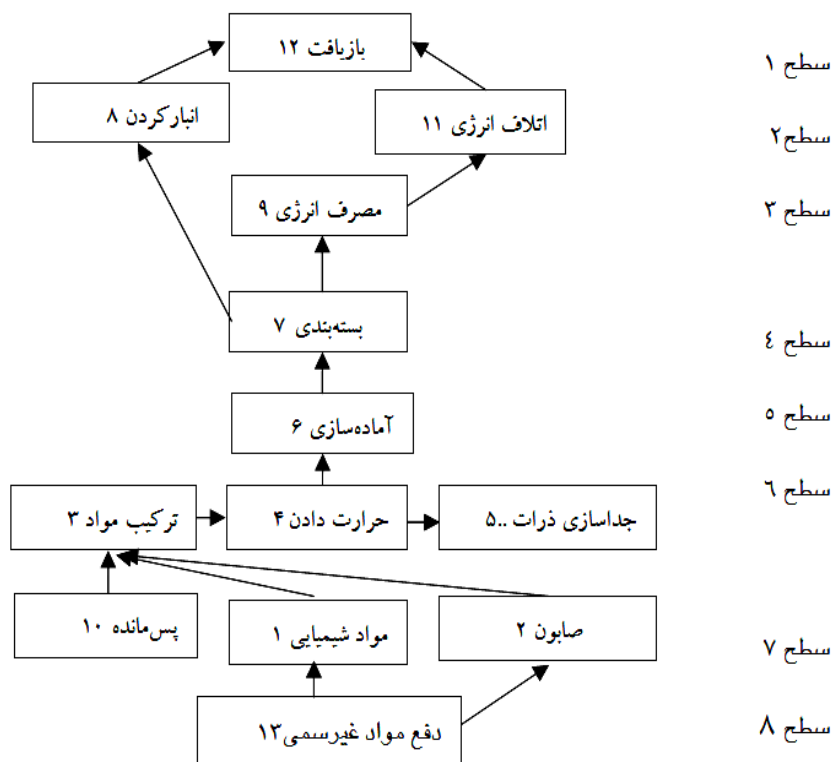 بازیافت ۱۲
سطح ۱
انبارکردن ۸
اتلاف انرژی ۱۱
سطح۲
مصرف انرژی ۹
سطح ۳
بسته‌بندی ۷
سطح ٤
آماده‌سازی ۶
سطح ٥
ترکیب مواد ۳
حرارت دادن ۴
جداسازی ذرات ..۵
سطح ٦
پس‌مانده ۱۰
مواد شیمیایی ۱
صابون ۲
سطح ۷
دفع مواد غیرسمی۱۳
سطح ۸